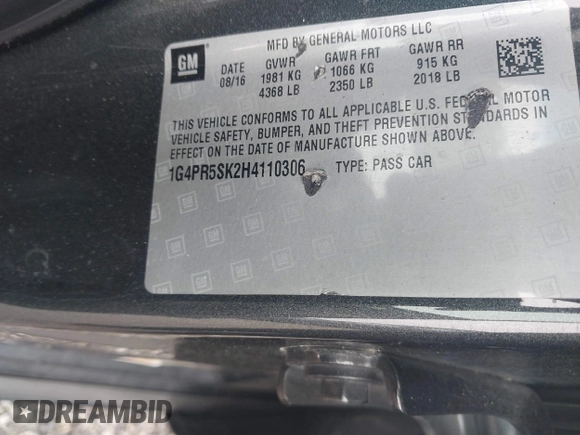 MFD BY GENERAL MOTORS LLC
GM DATE GVWR GAWR FRT GAWR RR
08/16 1981 KG 1066 KG 915 KG
4368 LB 2350 LB 2018 LB
THIS VEHICLE CONFORMS TO ALL APPLICABLE U.S. MOTOR
VEHICLE SAFETY, BUMPER, AND THEFT PREVENTION STANDARDS IN
EFFECT ON THE DATE OF MANUFACTURE SHOWN ABOVE.
1G4PR5SK2H4110306 TYPE: PASS CAR
DREAMBID